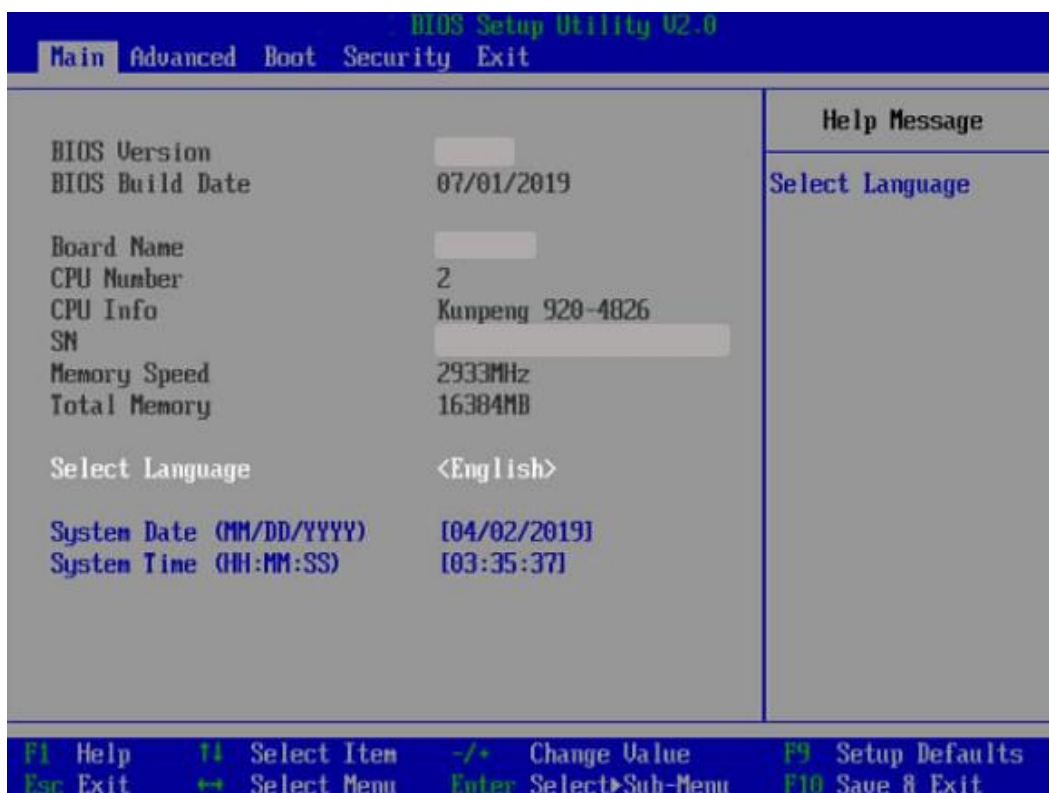 BIOS Setup Utility V2.0
Main Advanced Boot Security Exit
Help Message
Select Language
BIOS Version
BIOS Build Date 07/01/2019
Board Name
CPU Number 2
CPU Info Kunpeng 920-4826
SN
Memory Speed 2933MHz
Total Memory 16384MB
Select Language <English>
System Date (MM/DD/YYYY) [04/02/2019]
System Time (HH:MM:SS) [03:35:37]
F1 Help ↑↓ Select Item -/+ Change Value F9 Setup Defaults
Esc Exit ←→ Select Menu Enter Select▶Sub-Menu F10 Save & Exit